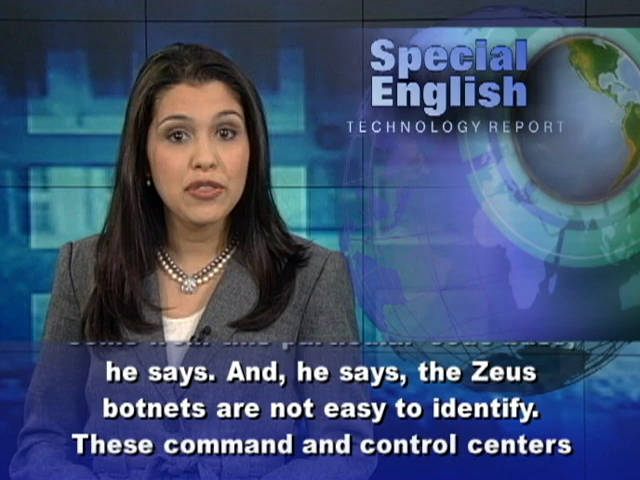 Special
English
TECHNOLOGY REPORT
he says. And, he says, the Zeus
botnets are not easy to identify.
These command and control centers